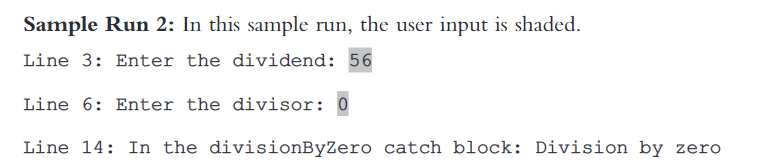 Sample Run 2: In this sample run, the user input is shaded.
Line 3: Enter the dividend: 56
Line 6: Enter the divisor: 0
Line 14: In the divisionByZero catch block: Division by zero